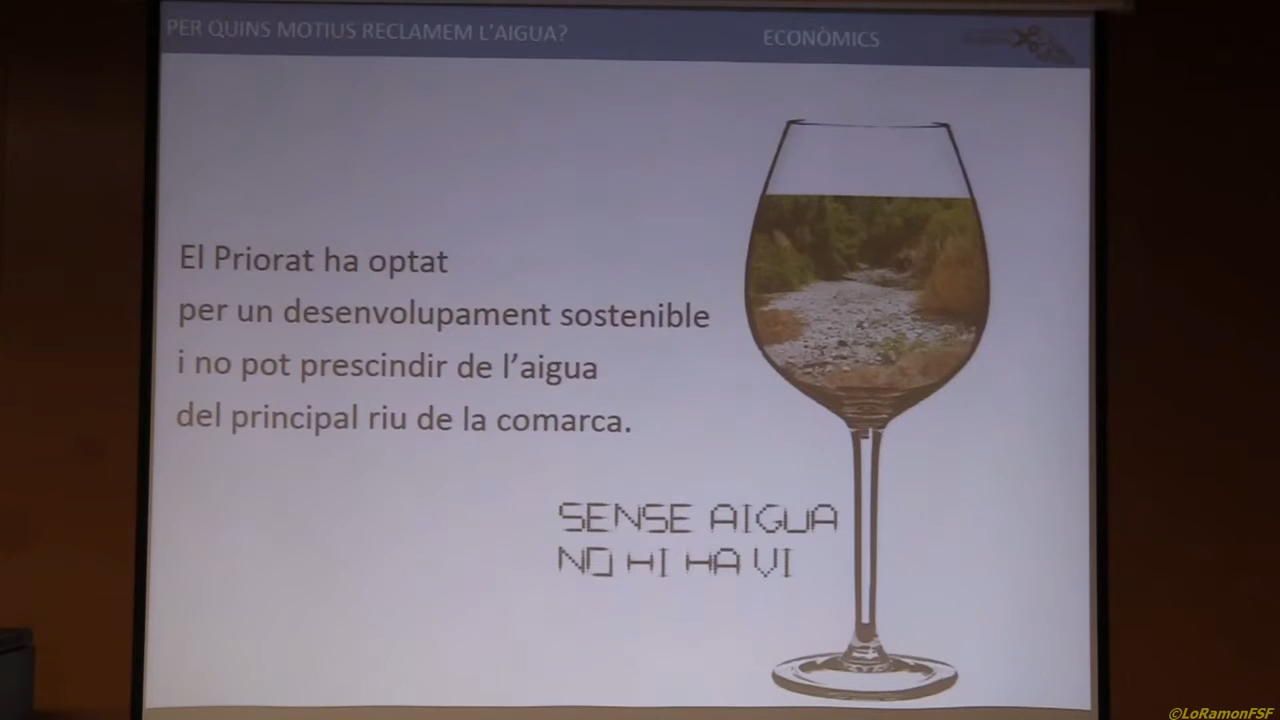 PER QUINS MOTIUS RECLAMEM L'AIGUA?
ECONÒMICS
El Priorat ha optat
per un desenvolupament sostenible
i no pot prescindir de l'aigua
del principal riu de la comarca.
SENSE AIGUA
NO HI HA VI
©LoRamonFSF